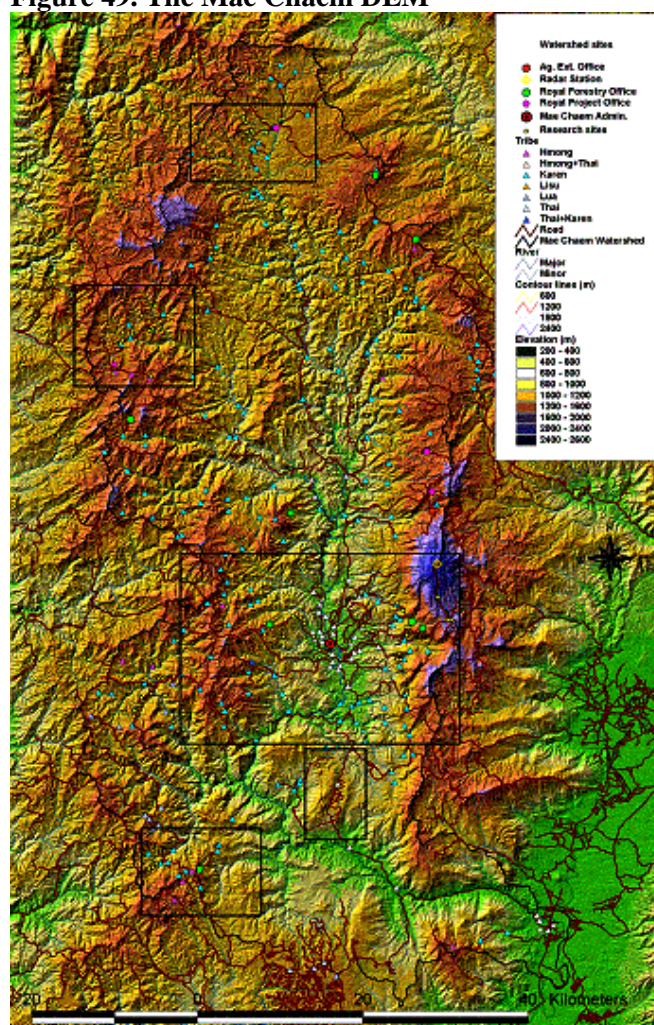 Figure 49. The Mae Chaem DEM
Watershed sites
Ag. Ext. Office
Radar Station
Royal Forestry Office
Royal Project Office
Mae Chaem Admin.
Research sites
Tribe
Hmong
Hmong+Thai
Karen
Lisu
Lua
Thai
Thai+Karen
Road
Mae Chaem Watershed
River
Major
Minor
Contour lines (m)
600
1200
1800
2400
Elevation (m)
200 - 400
400 - 600
600 - 800
800 - 1000
1000 - 1200
1200 - 1600
1600 - 2000
2000 - 2400
2400 - 2600
20 0 20 40 Kilometers